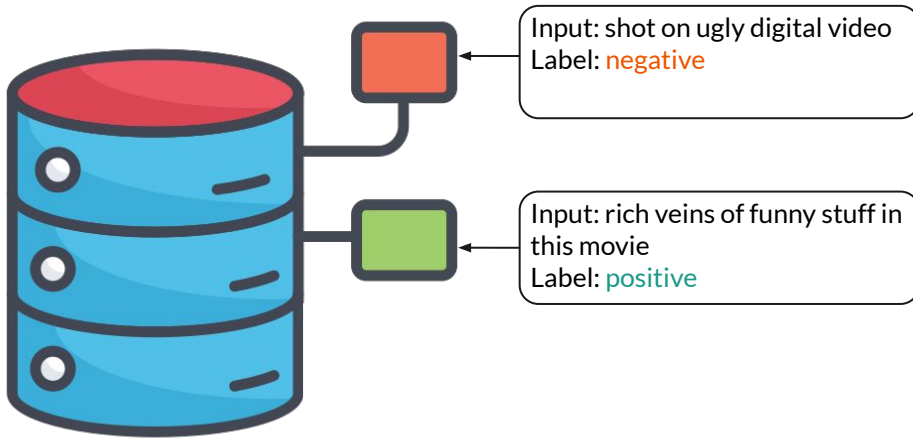 Input: shot on ugly digital video
Label: negative
Input: rich veins of funny stuff in
this movie
Label: positive